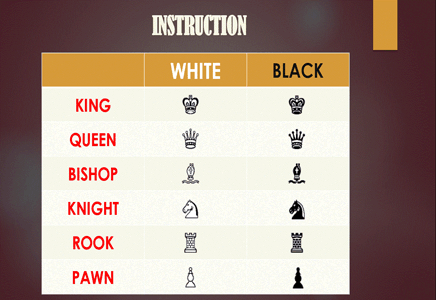 INSTRUCTION
WHITE BLACK
KING
QUEEN
BISHOP
KNIGHT
ROOK
PAWN